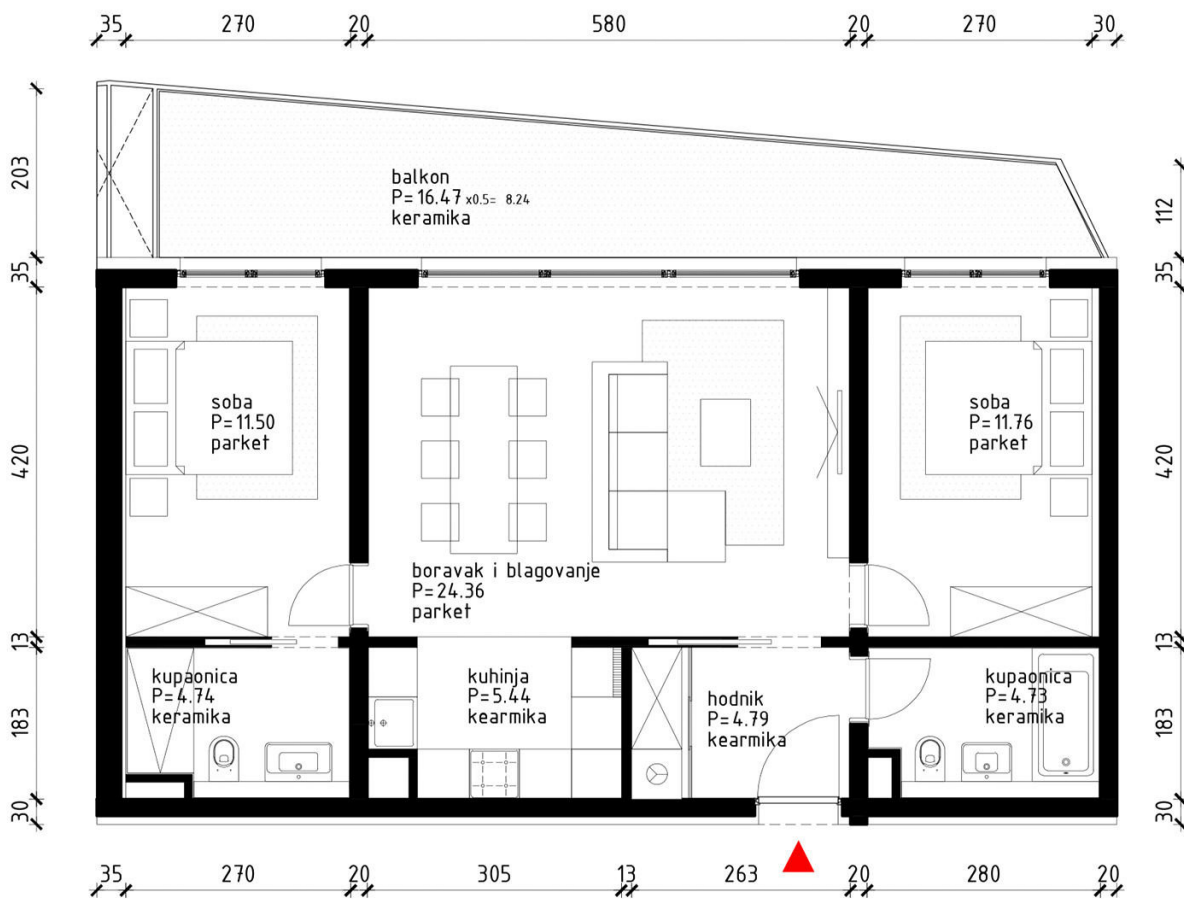 35 270 20 580 20 270 30
203
35
420
13
183
30
112
35
420
13
183
30
balkon
P=16.47 x0.5= 8.24
keramika
soba
P=11.50
parket
soba
P=11.76
parket
boravak i blagovanje
P=24.36
parket
kupaonica
P=4.74
keramika
kuhinja
P=5.44
kearmika
hodnik
P=4.79
kearmika
kupaonica
P=4.73
keramika
35 270 20 305 13 263 20 280 20